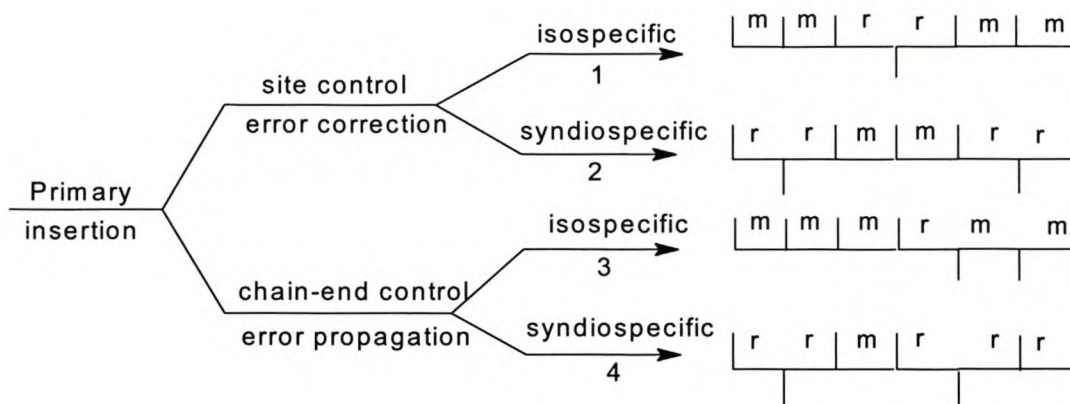 isospecific
1
m m r r m m
site control
error correction
syndiospecific
2
r r m m r r
Primary
insertion
isospecific
3
m m m r m m
chain-end control
error propagation
syndiospecific
4
r r m r r r